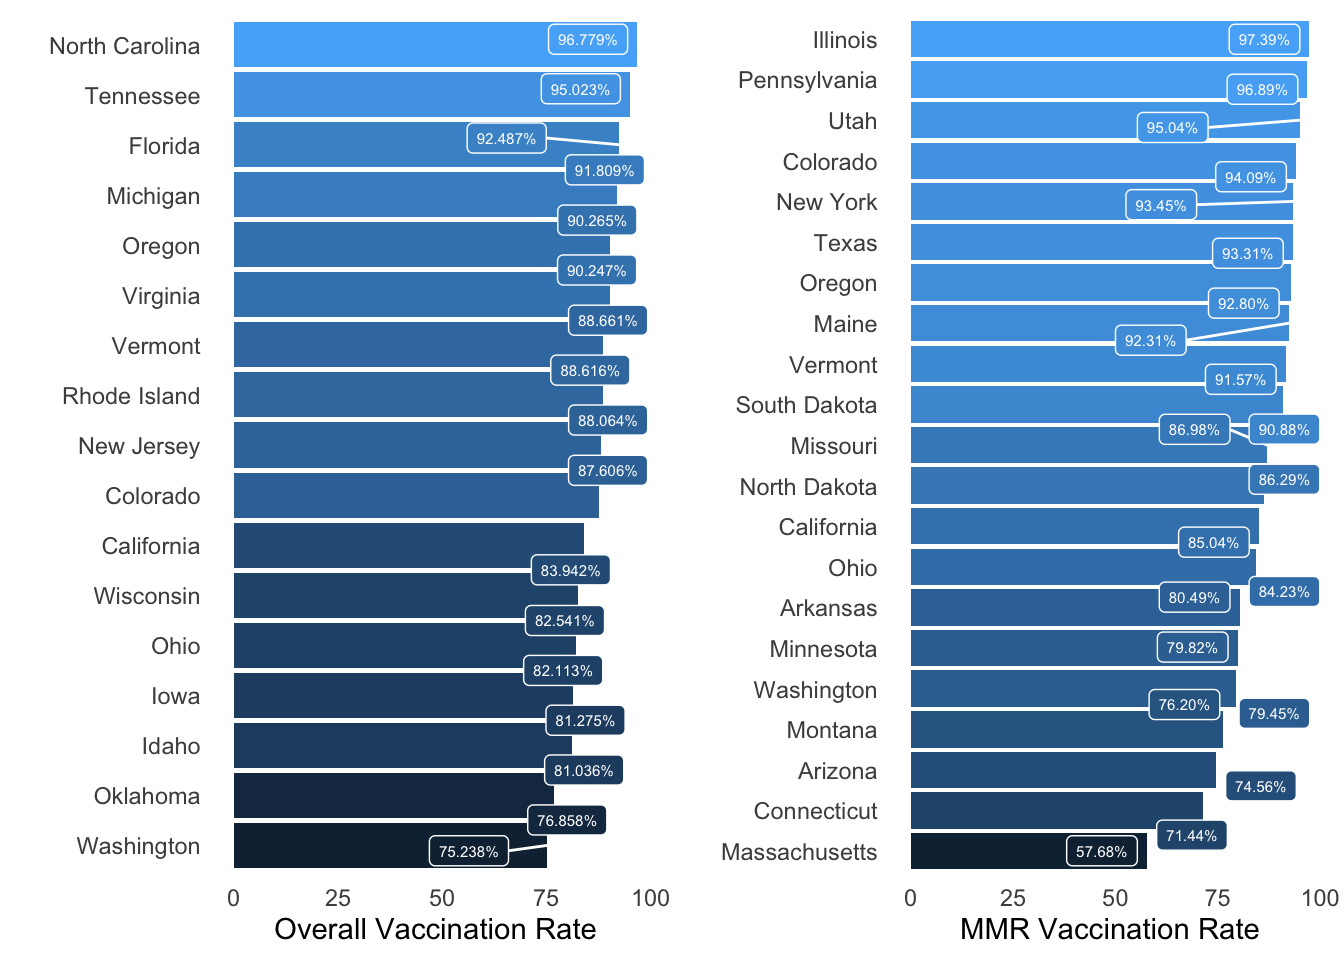 North Carolina 96.779%
Tennessee 95.023%
Florida 92.487%
Michigan 91.809%
Oregon 90.265%
Virginia 90.247%
Vermont 88.661%
Rhode Island 88.616%
New Jersey 88.064%
Colorado 87.606%
California 83.942%
Wisconsin 82.541%
Ohio 82.113%
Iowa 81.275%
Idaho 81.036%
Oklahoma 76.858%
Washington 75.238%
0 25 50 75 100
Overall Vaccination Rate
Illinois 97.39%
Pennsylvania 96.89%
Utah 95.04%
Colorado 94.09%
New York 93.45%
Texas 93.31%
Oregon 92.80%
Maine 92.31%
Vermont 91.57%
South Dakota 90.88%
Missouri 86.98%
North Dakota 86.29%
California 85.04%
Ohio 84.23%
Arkansas 80.49%
Minnesota 79.82%
Washington 79.45%
Montana 76.20%
Arizona 74.56%
Connecticut 71.44%
Massachusetts 57.68%
0 25 50 75 100
MMR Vaccination Rate